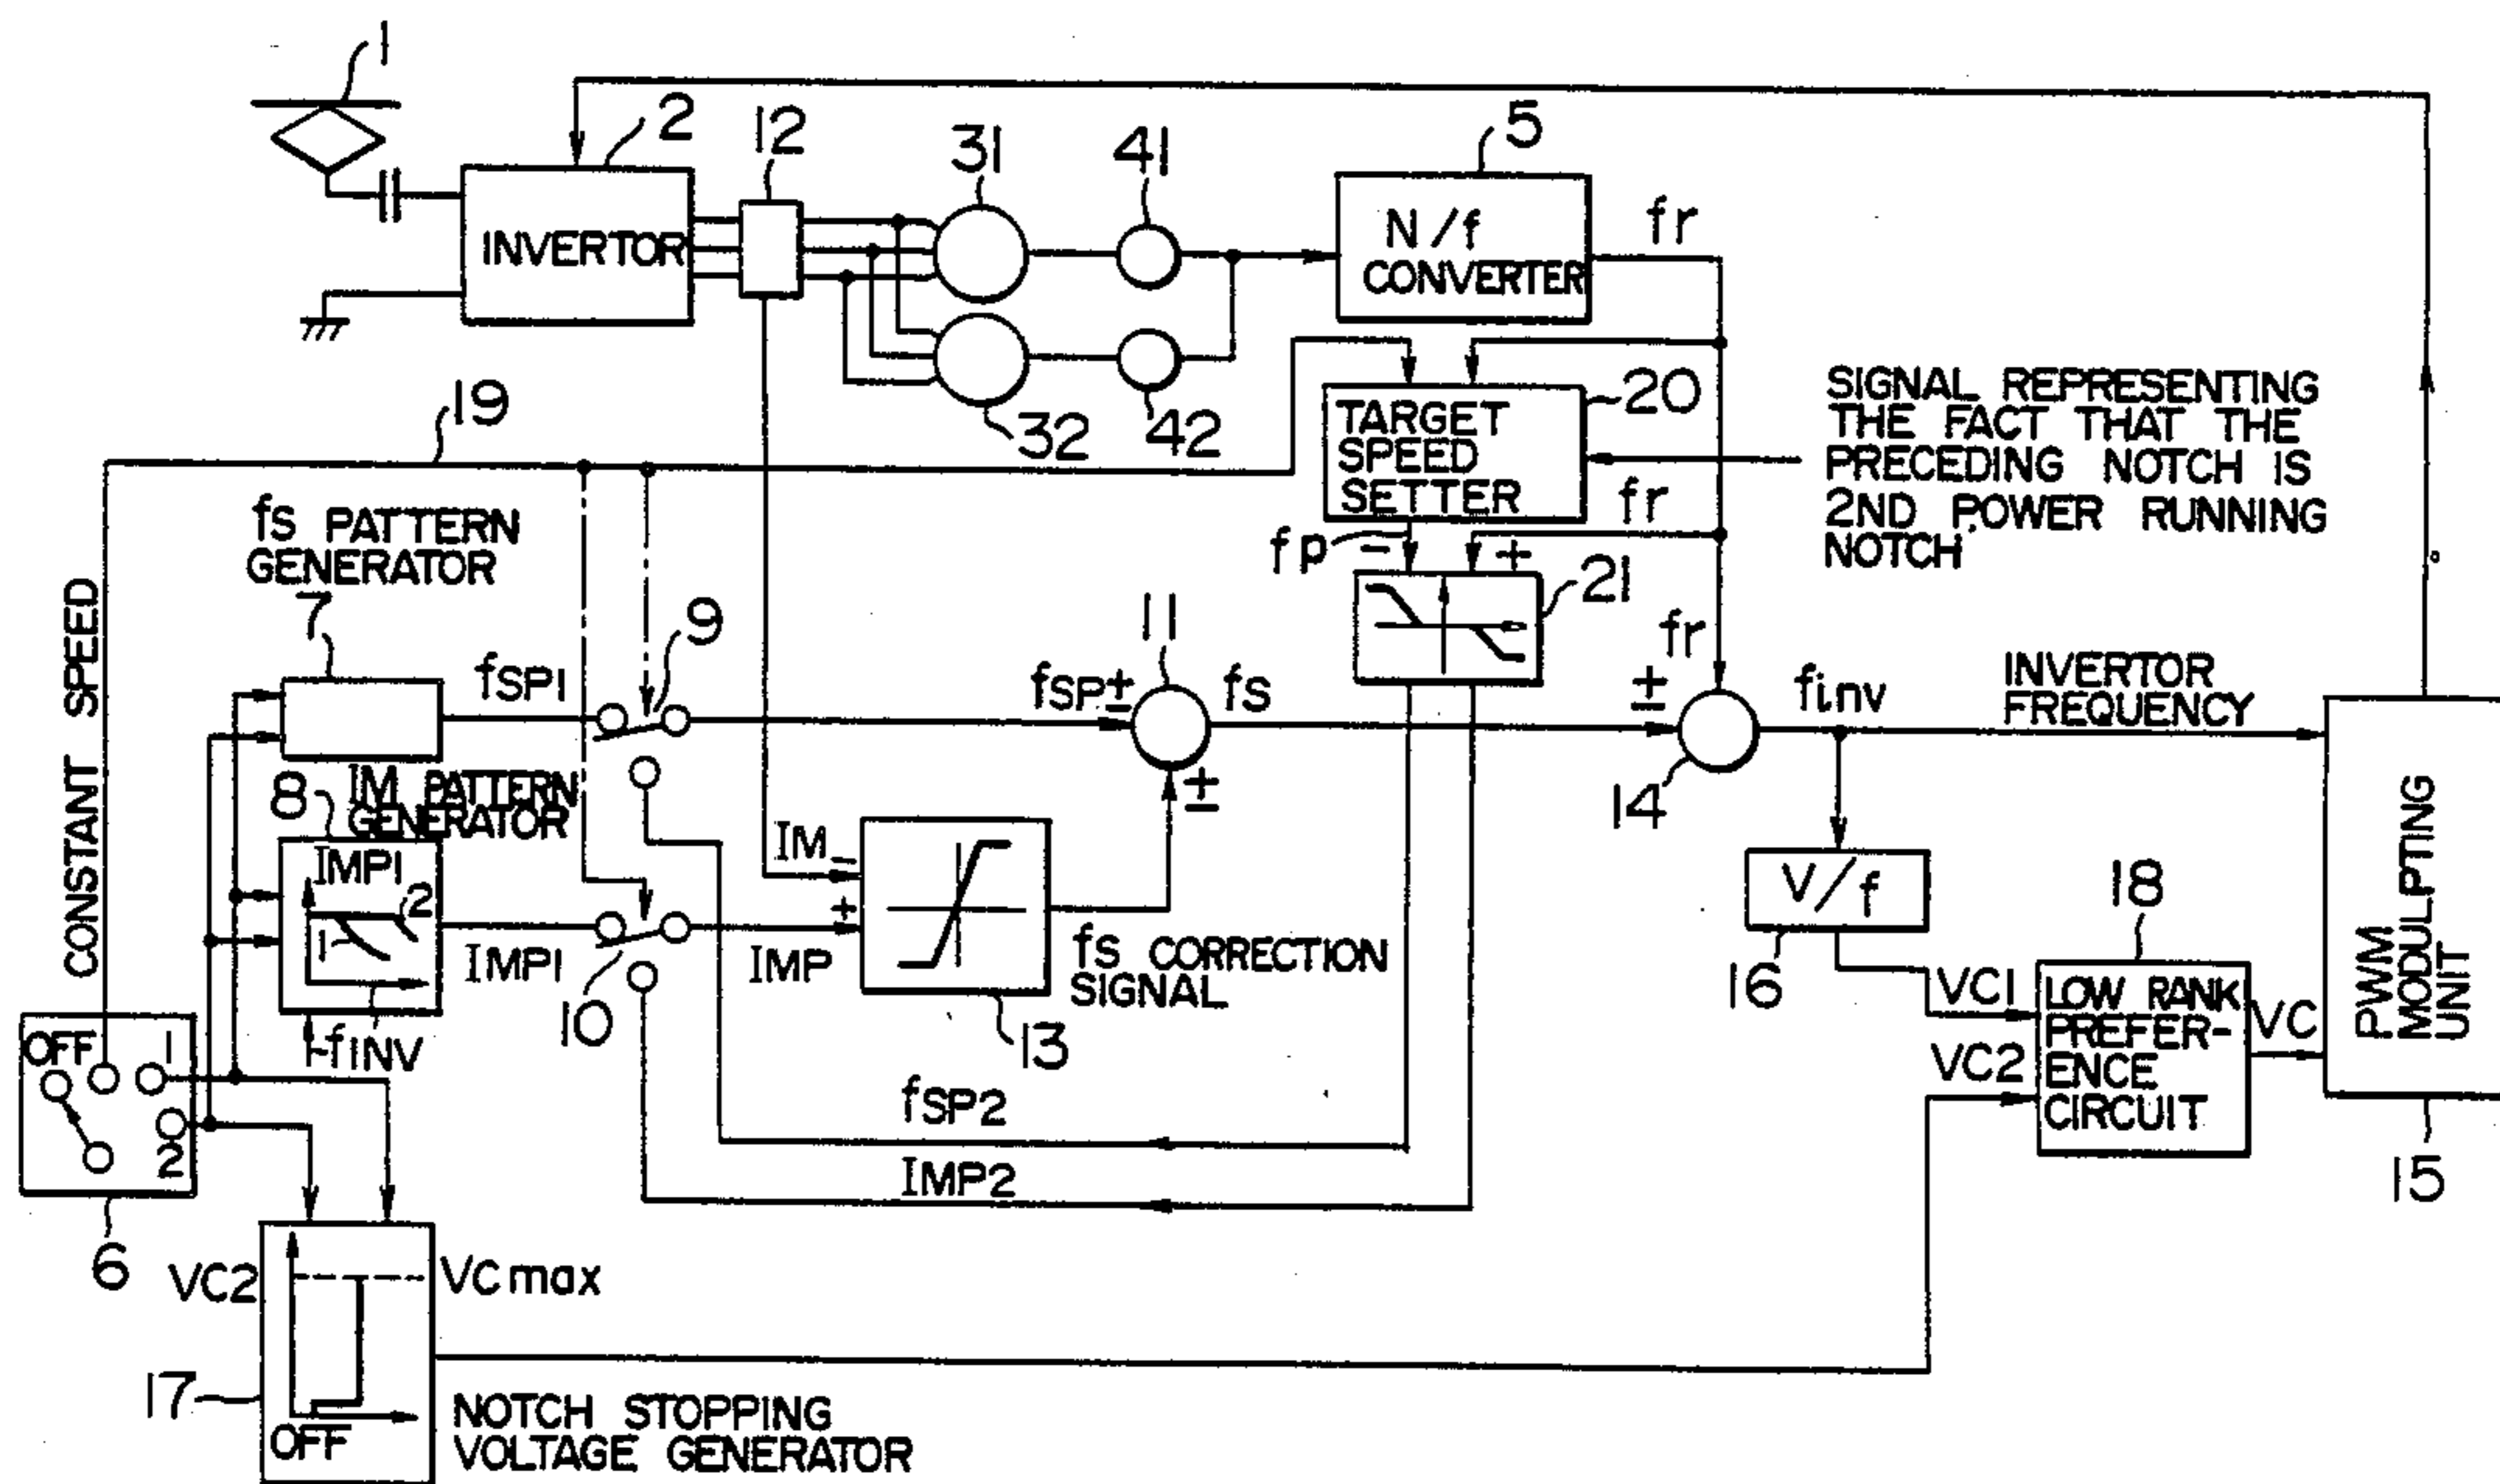 1
2
12
31
41
5
INVERTOR
N/f
CONVERTER
fr
32
42
19
TARGET
SPEED
SETTER
20
SIGNAL REPRESENTING
THE FACT THAT THE
PRECEDING NOTCH IS
2ND POWER RUNNING
NOTCH
fr
fp
-
+
21
fS PATTERN
GENERATOR
7
CONSTANT SPEED
fSP1
9
fSP±
11
fS
fr
±
finv
INVERTOR
FREQUENCY
14
±
8
IM PATTERN
GENERATOR
IMP1
2
1
IMP1
fINV
10
IM
-
+
IMP
13
fS CORRECTION
SIGNAL
V/f
16
18
VC1
VC2
LOW RANK
PREFER-
ENCE
CIRCUIT
VC
PWM
MODULPTING
UNIT
15
OFF
1
2
6
fSP2
IMP2
VC2
VCmax
17
OFF
NOTCH STOPPING
VOLTAGE GENERATOR